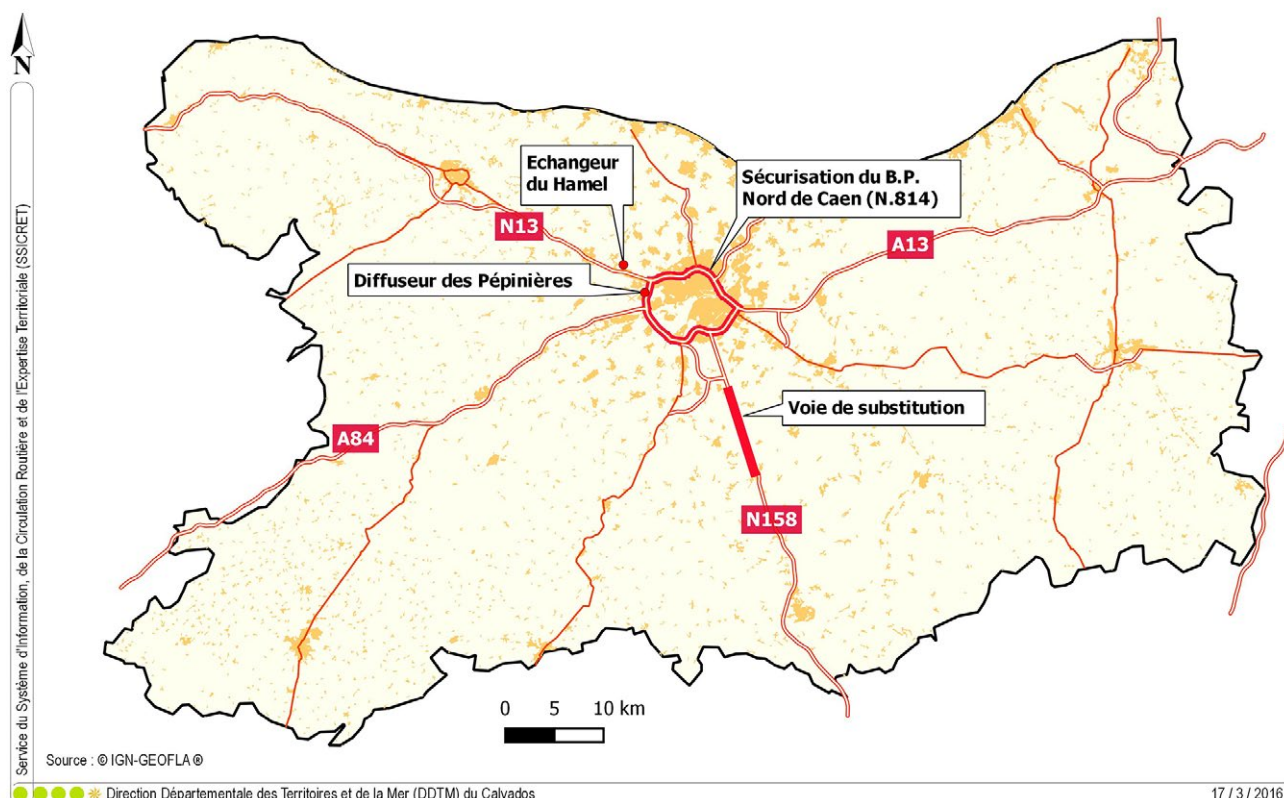 N
Echangeur
du Hamel
Sécurisation du B.P.
Nord de Caen (N.814)
N13
A13
Diffuseur des Pépinières
Voie de substitution
A84
N158
0 5 10 km
Service du Système d'Information, de la Circulation Routière et de l'Expertise Territoriale (SSICRET)
Source : © IGN-GEOFLA ®
Direction Départementale des Territoires et de la Mer (DDTM) du Calvados
17 / 3 / 2016